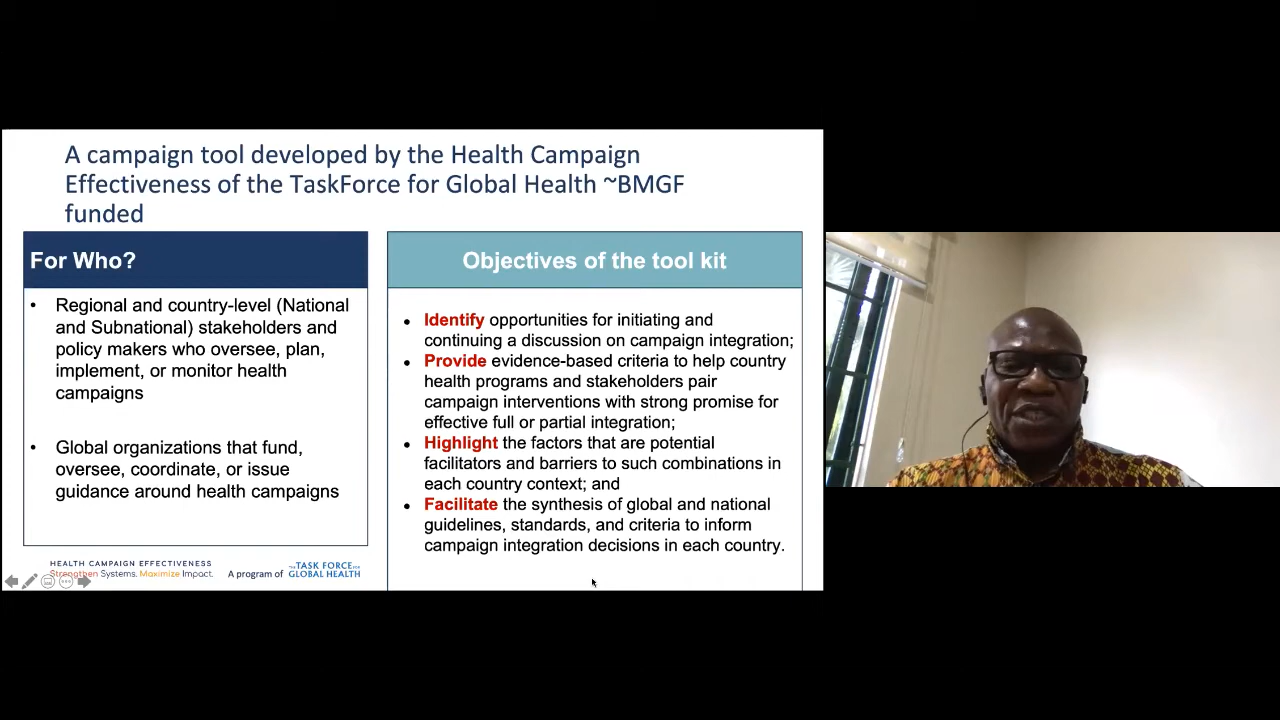 A campaign tool developed by the Health Campaign
Effectiveness of the TaskForce for Global Health ~BMGF
funded
For Who?
• Regional and country-level (National
and Subnational) stakeholders and
policy makers who oversee, plan,
implement, or monitor health
campaigns
• Global organizations that fund,
oversee, coordinate, or issue
guidance around health campaigns
Objectives of the tool kit
• Identify opportunities for initiating and
continuing a discussion on campaign integration;
• Provide evidence-based criteria to help country
health programs and stakeholders pair
campaign interventions with strong promise for
effective full or partial integration;
• Highlight the factors that are potential
facilitators and barriers to such combinations in
each country context; and
• Facilitate the synthesis of global and national
guidelines, standards, and criteria to inform
campaign integration decisions in each country.
HEALTH CAMPAIGN EFFECTIVENESS
Strengthen Systems. Maximize Impact.
A program of
THE TASK FORCE FOR
GLOBAL HEALTH